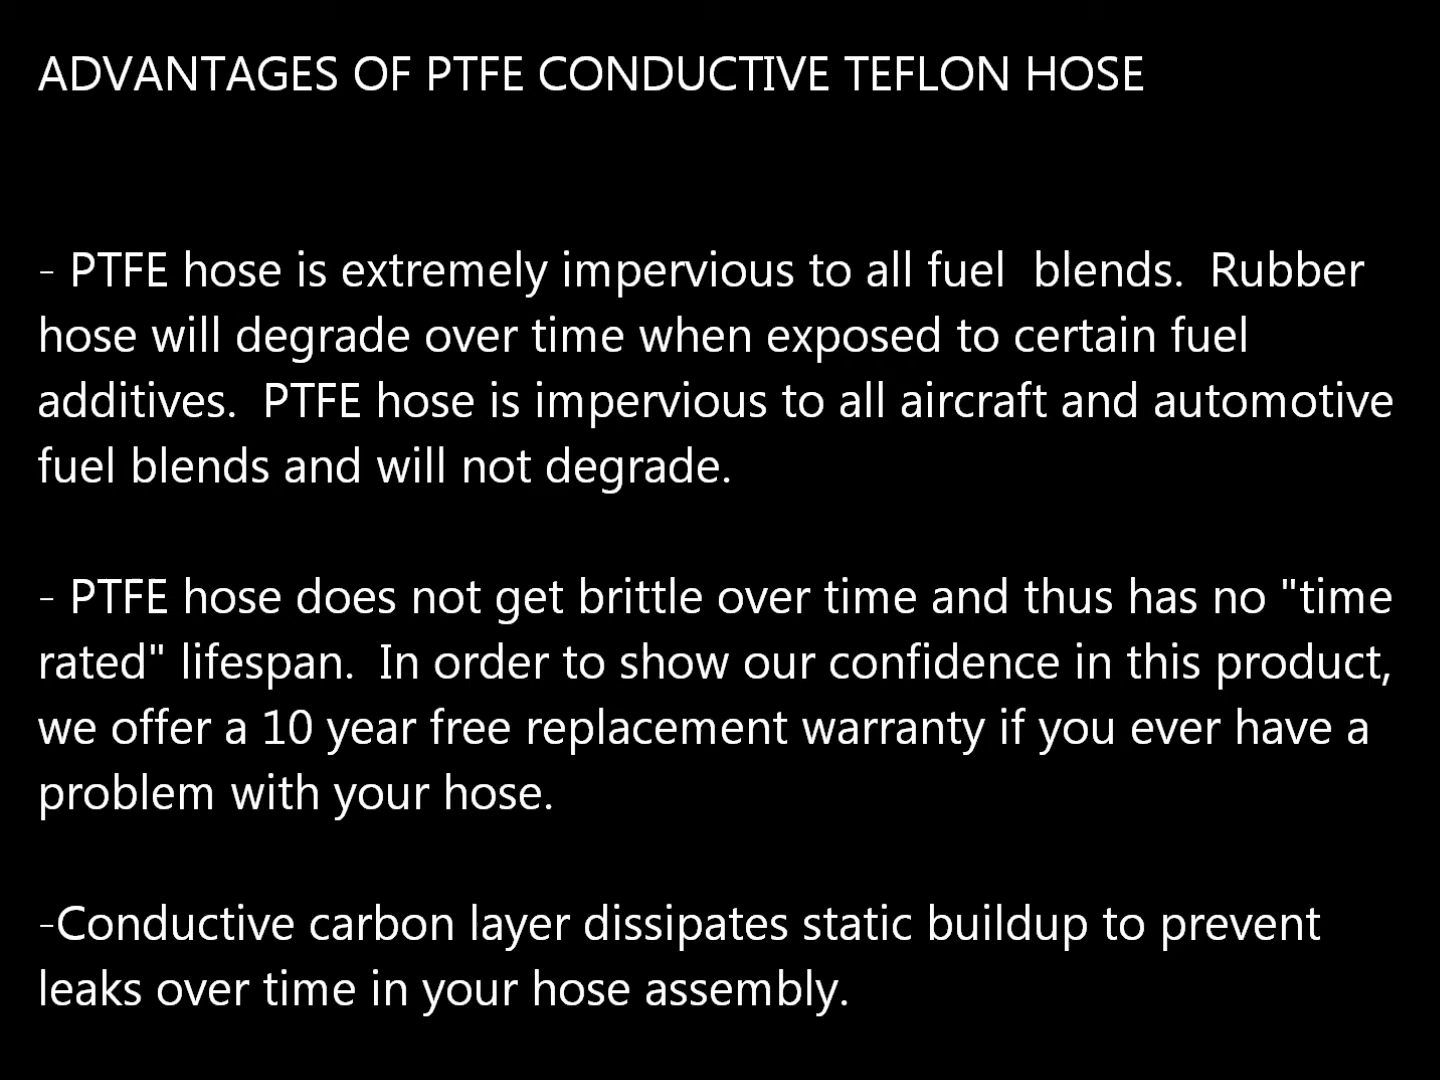 ADVANTAGES OF PTFE CONDUCTIVE TEFLON HOSE
- PTFE hose is extremely impervious to all fuel  blends.  Rubber
hose will degrade over time when exposed to certain fuel
additives.  PTFE hose is impervious to all aircraft and automotive
fuel blends and will not degrade.
- PTFE hose does not get brittle over time and thus has no "time
rated" lifespan.  In order to show our confidence in this product,
we offer a 10 year free replacement warranty if you ever have a
problem with your hose.
-Conductive carbon layer dissipates static buildup to prevent
leaks over time in your hose assembly.